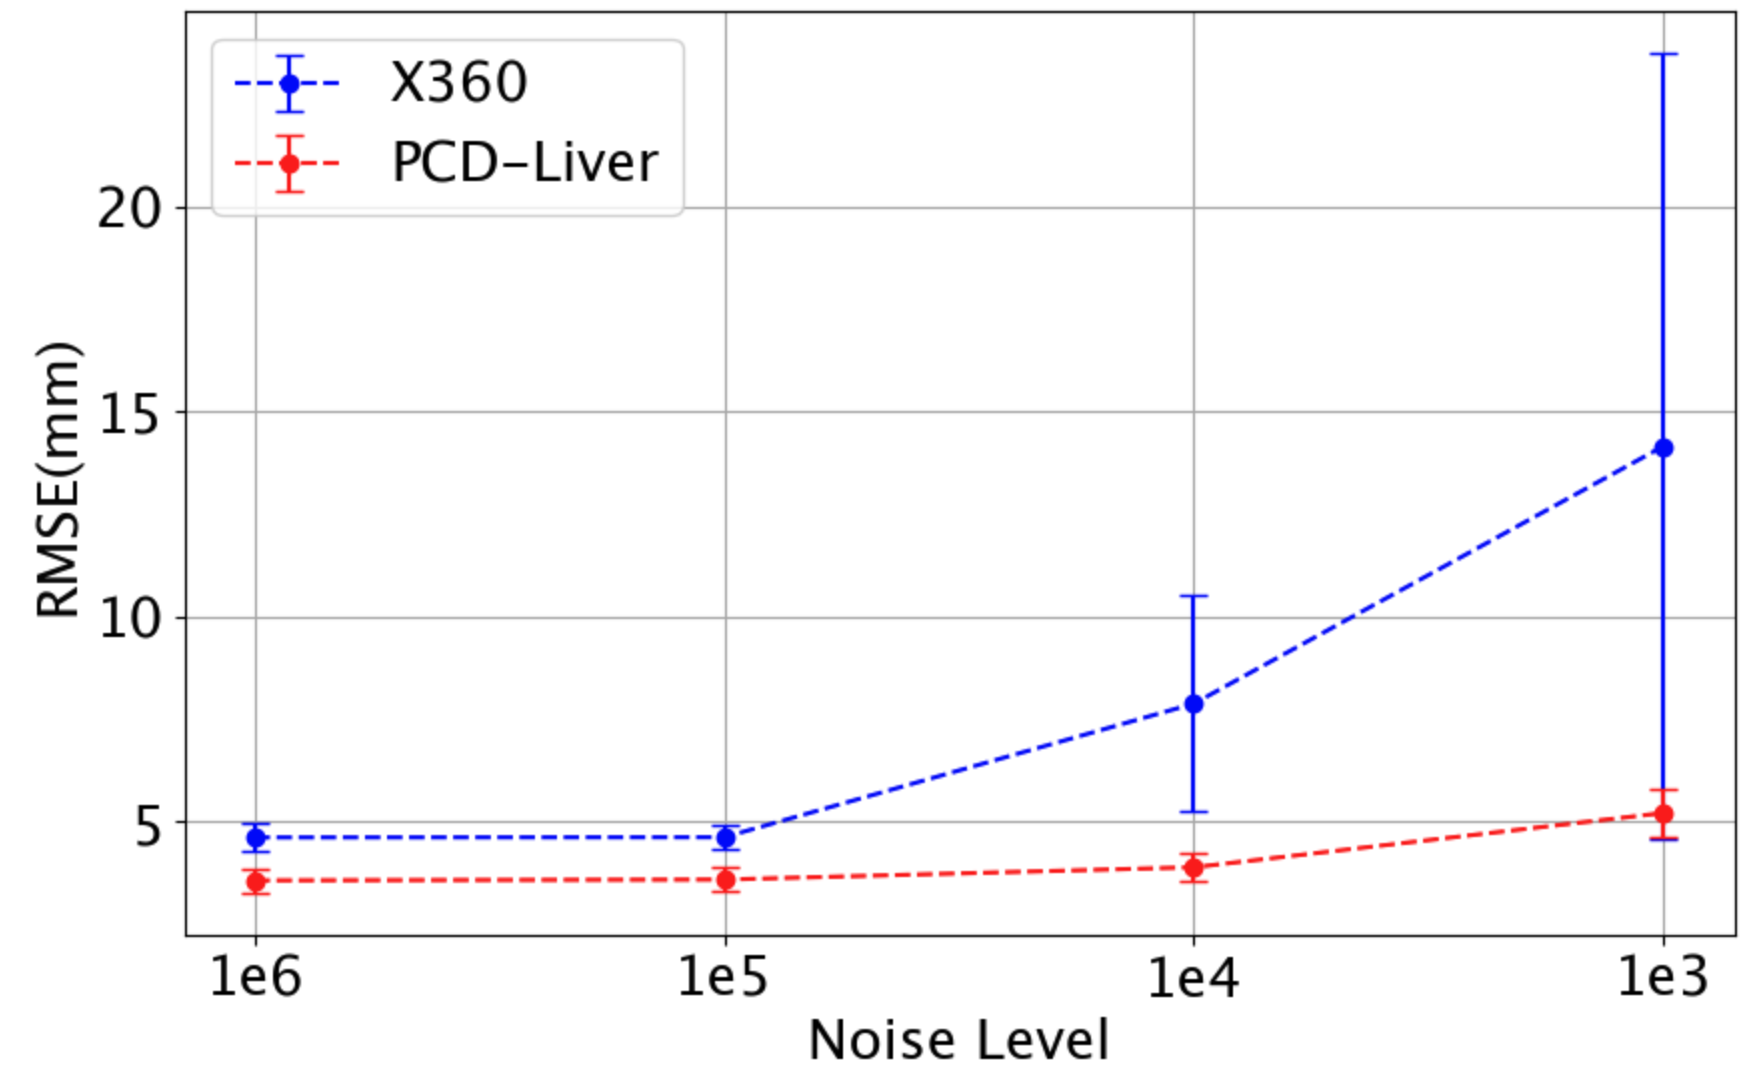 X360
PCD–Liver
20
15
10
5
RMSE(mm)
1e6
1e5
1e4
1e3
Noise Level